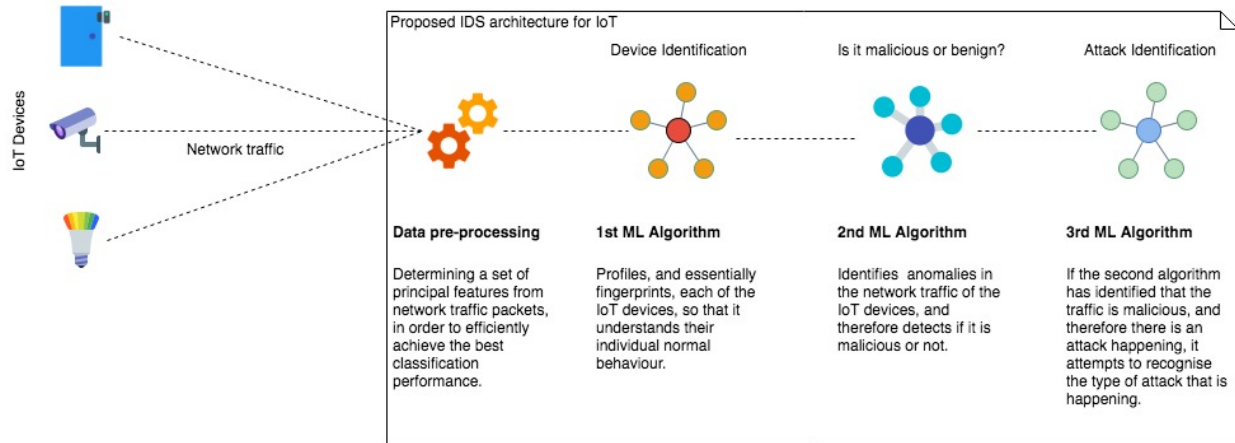 Proposed IDS architecture for IoT
IoT Devices
Network traffic
Device Identification
Is it malicious or benign?
Attack Identification
Data pre-processing
Determining a set of
principal features from
network traffic packets,
in order to efficiently
achieve the best
classification
performance.
1st ML Algorithm
Profiles, and essentially
fingerprints, each of the
IoT devices, so that it
understands their
individual normal
behaviour.
2nd ML Algorithm
Identifies  anomalies in
the network traffic of the
IoT devices, and
therefore detects if it is
malicious or not.
3rd ML Algorithm
If the second algorithm
has identified that the
traffic is malicious, and
therefore there is an
attack happening, it
attempts to recognise
the type of attack that is
happening.